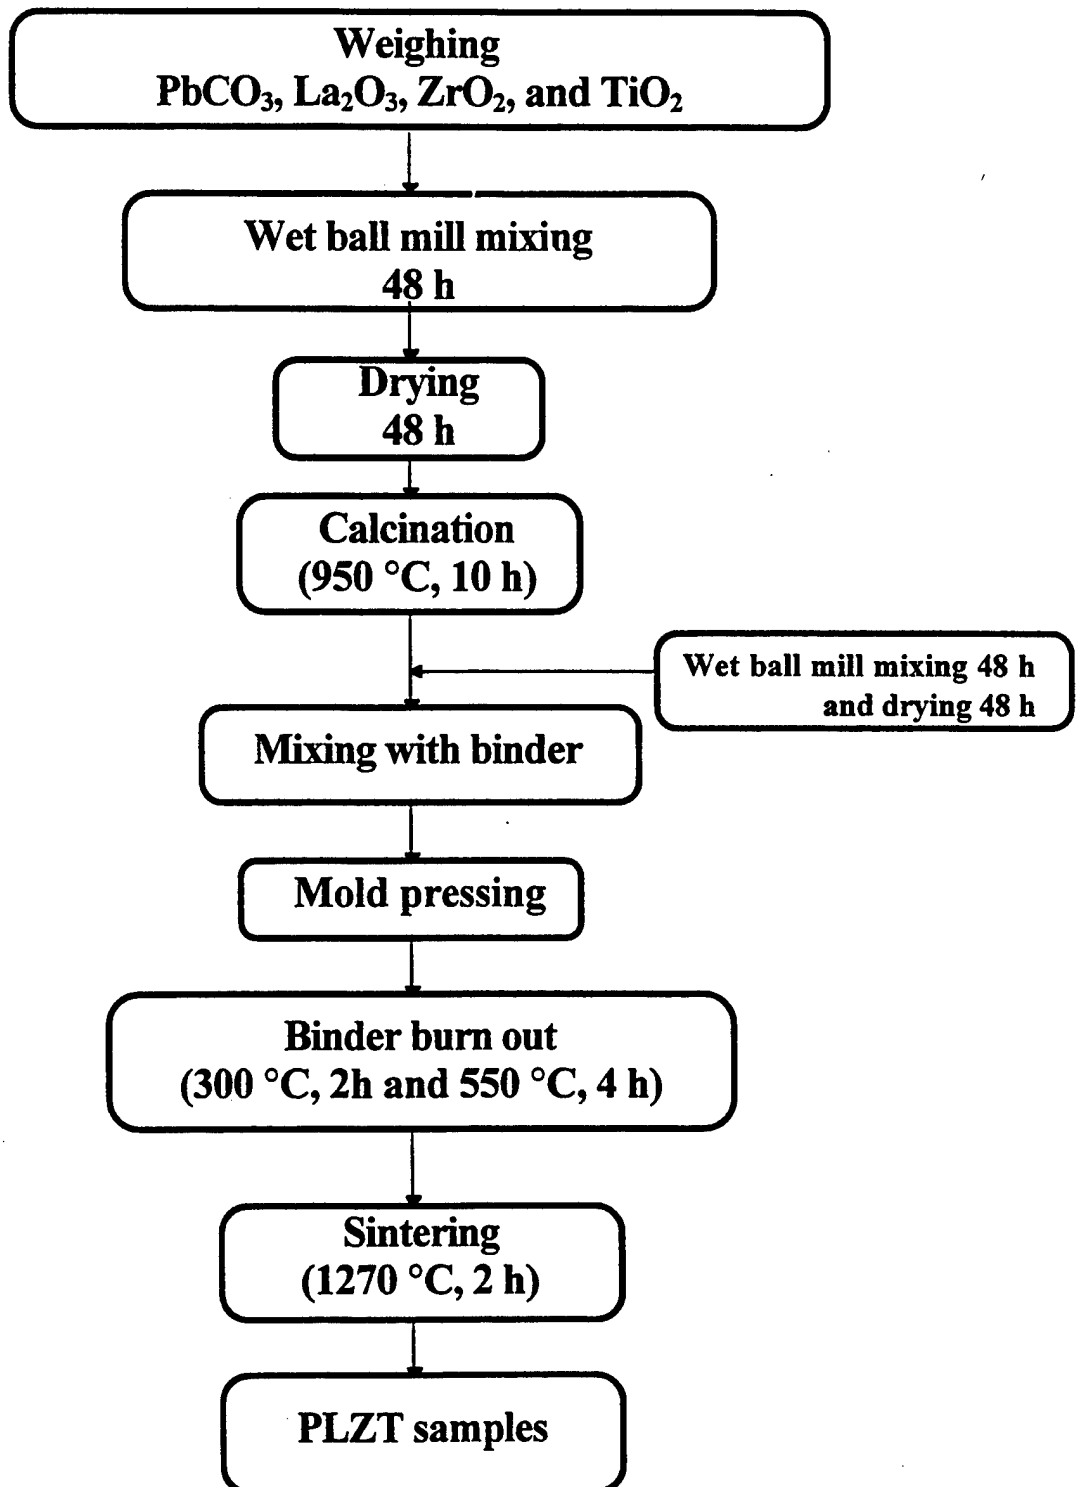 Weighing
PbCO₃, La₂O₃, ZrO₂, and TiO₂
Wet ball mill mixing
48 h
Drying
48 h
Calcination
(950 °C, 10 h)
Wet ball mill mixing 48 h
and drying 48 h
Mixing with binder
Mold pressing
Binder burn out
(300 °C, 2h and 550 °C, 4 h)
Sintering
(1270 °C, 2 h)
PLZT samples